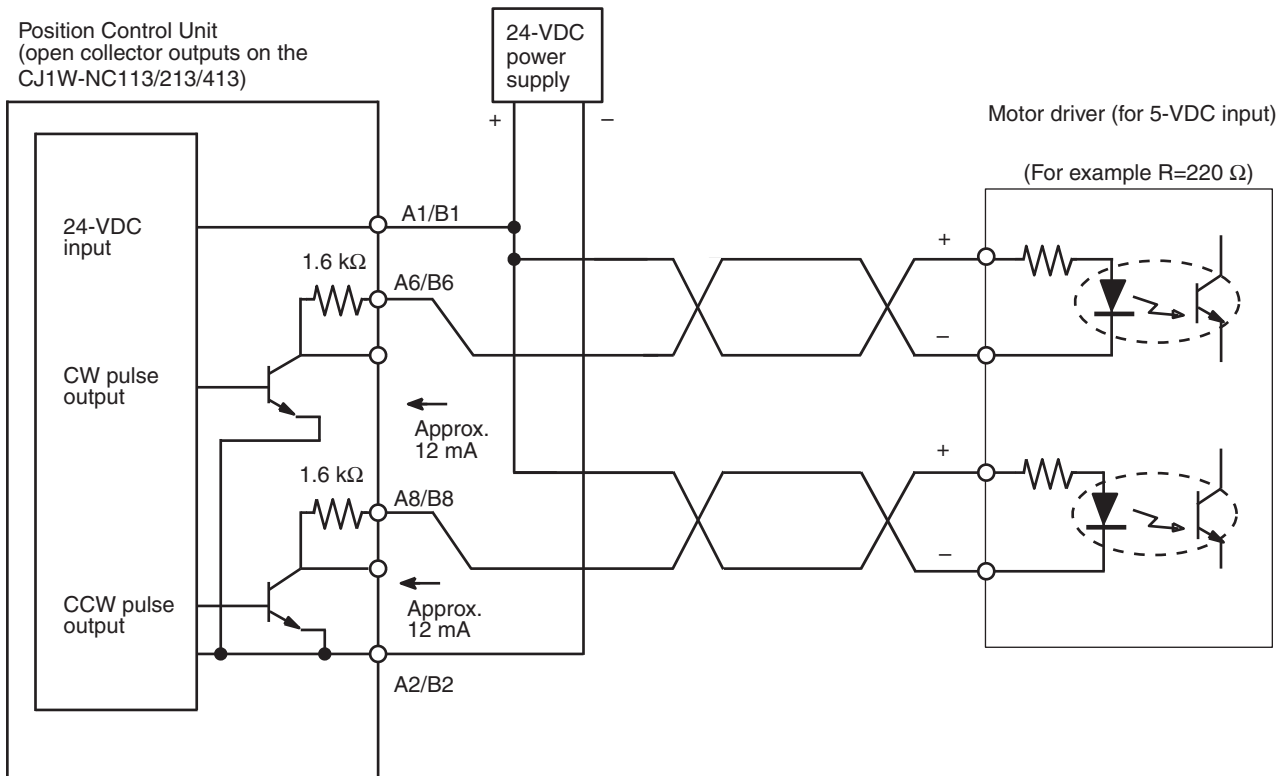 Position Control Unit
(open collector outputs on the
CJ1W-NC113/213/413)
24-VDC
power
supply
+
–
Motor driver (for 5-VDC input)
(For example R=220 Ω)
24-VDC
input
A1/B1
+
1.6 kΩ
A6/B6
–
CW pulse
output
Approx.
12 mA
+
1.6 kΩ
A8/B8
–
CCW pulse
output
Approx.
12 mA
A2/B2